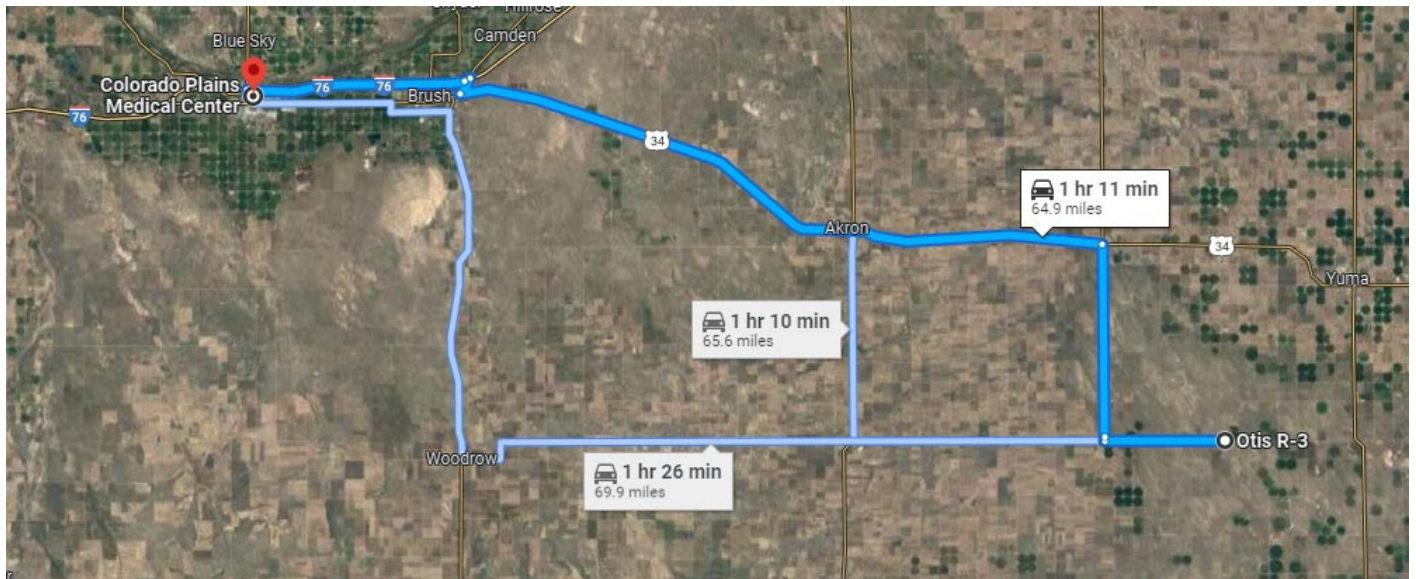 Hillrose
Camden
Blue Sky
Colorado Plains
Medical Center
76
76
76
Brush
34
1 hr 11 min
64.9 miles
Akron
34
Yuma
1 hr 10 min
65.6 miles
Otis R-3
Woodrow
1 hr 26 min
69.9 miles